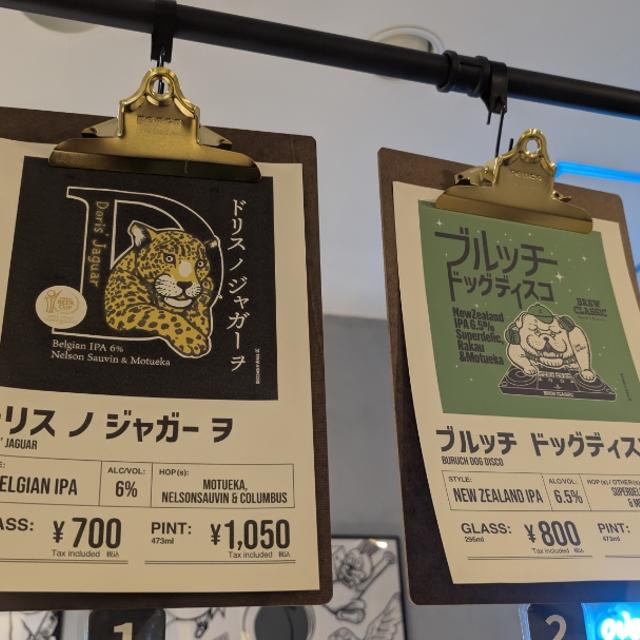 Doris' Jaguar
ドリス ノ ジャガー ヲ
Belgian IPA 6%
Nelson Sauvin & Motueka
リス ノ ジャガー ヲ
JAGUAR
ELGIAN IPA
ALC/VOL:
6%
HOP(s):
MOTUEKA,
NELSONSAUVIN & COLUMBUS
ASS:
¥700
Tax included 税込
PINT:
473ml
¥1,050
Tax included 税込
1
ブルッチ
ドッグディスコ
BREW
CLASSIC
NewZealand
IPA 6.5%
Superdelic,
Rakau
&Motueka
ブルッチ ドッグディス
BURUCH DOG DISCO
STYLE:
NEW ZEALAND IPA
ALC/VOL:
6.5%
HOP(s) / OTHER(s)
SUPERDEL
& M
GLASS:
295ml
¥800
Tax included 税込
PINT:
473ml
2